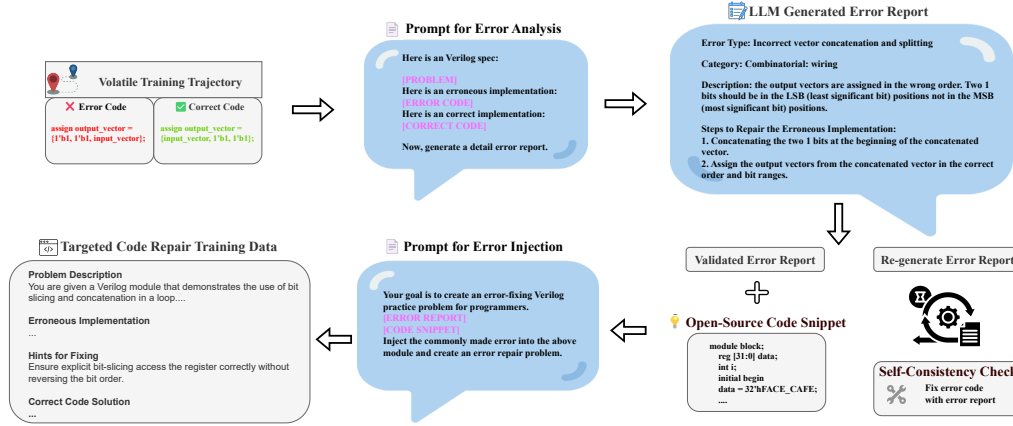 Volatile Training Trajectory
Error Code
assign output_vector =
{1'b1, 1'b1, input_vector};
Correct Code
assign output_vector =
{input_vector, 1'b1, 1'b1};
Prompt for Error Analysis
Here is an Verilog spec:
[PROBLEM]
Here is an erroneous implementation:
[ERROR CODE]
Here is an correct implementation:
[CORRECT CODE]
Now, generate a detail error report.
LLM Generated Error Report
Error Type: Incorrect vector concatenation and splitting
Category: Combinatorial: wiring
Description: the output vectors are assigned in the wrong order. Two 1
bits should be in the LSB (least significant bit) positions not in the MSB
(most significant bit) positions.
Steps to Repair the Erroneous Implementation:
1. Concatenating the two 1 bits at the beginning of the concatenated
vector.
2. Assign the output vectors from the concatenated vector in the correct
order and bit ranges.
Validated Error Report
Re-generate Error Report
Open-Source Code Snippet
module block;
reg [31:0] data;
int i;
initial begin
data = 32'hFACE_CAFE;
....
Self-Consistency Check
Fix error code
with error report
Prompt for Error Injection
Your goal is to create an error-fixing Verilog
practice problem for programmers.
[ERROR REPORT]
[CODE SNIPPET]
Inject the commonly made error into the above
module and create an error repair problem.
Targeted Code Repair Training Data
Problem Description
You are given a Verilog module that demonstrates the use of bit
slicing and concatenation in a loop....
Erroneous Implementation
...
Hints for Fixing
Ensure explicit bit-slicing access the register correctly without
reversing the bit order.
Correct Code Solution
...